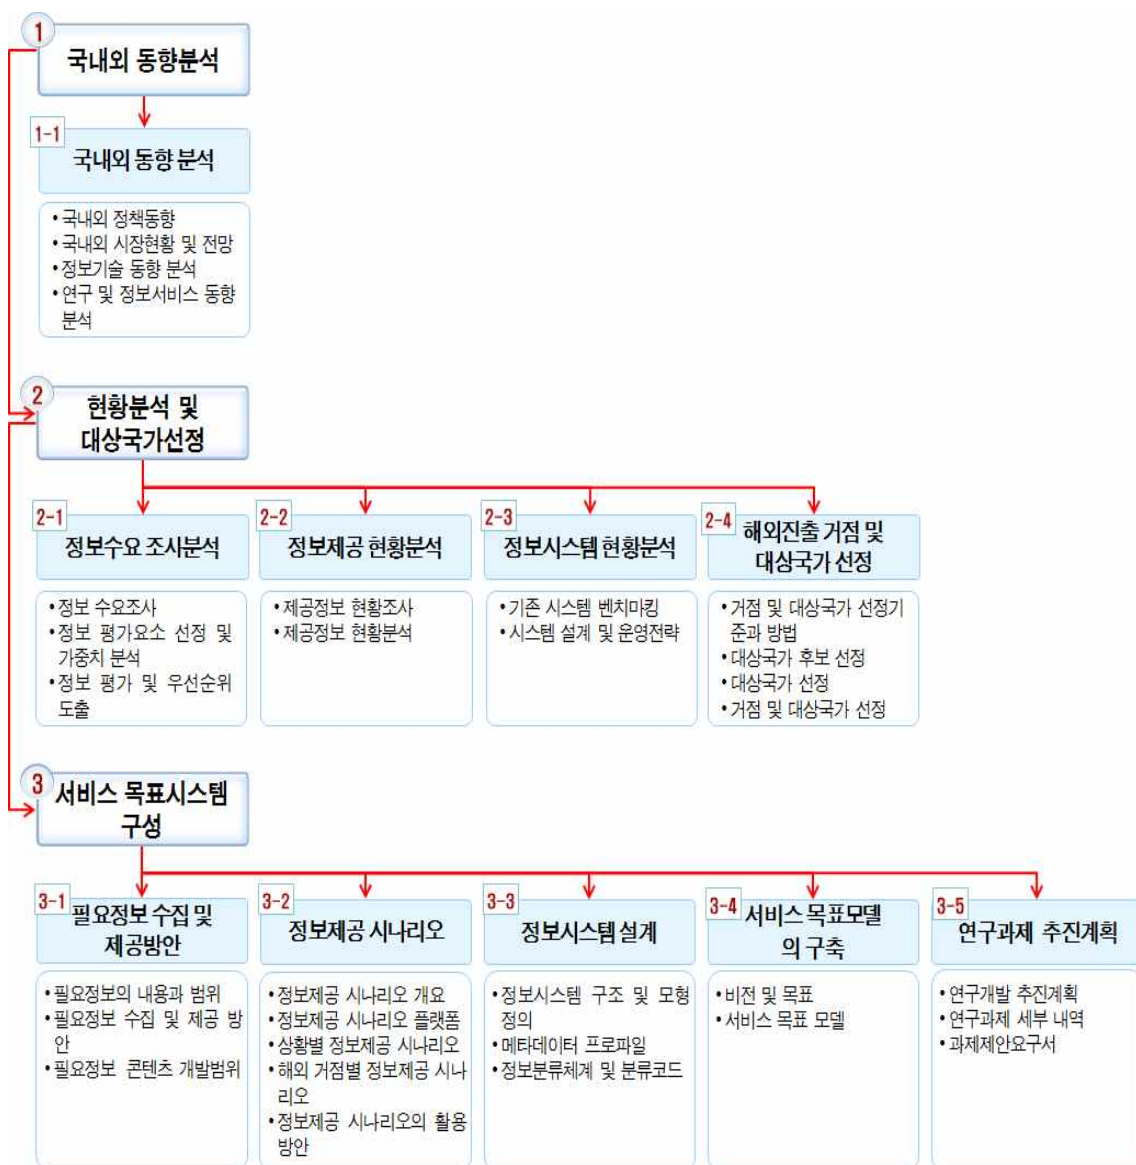 1
국내외 동향분석
1-1
국내외 동향 분석
• 국내외 정책동향
• 국내외 시장현황 및 전망
• 정보기술 동향 분석
• 연구 및 정보서비스 동향
분석
2
현황분석 및
대상국가선정
2-1
정보수요 조사분석
• 정보 수요조사
• 정보 평가요소 선정 및
가중치 분석
• 정보 평가 및 우선순위
도출
2-2
정보제공 현황분석
• 제공정보 현황조사
• 제공정보 현황분석
2-3
정보시스템 현황분석
• 기존 시스템 벤치마킹
• 시스템 설계 및 운영전략
2-4
해외진출 거점 및
대상국가 선정
• 거점 및 대상국가 선정기
준과 방법
• 대상국가 후보 선정
• 대상국가 선정
• 거점 및 대상국가 선정
3
서비스 목표시스템
구성
3-1
필요정보 수집 및
제공방안
• 필요정보의 내용과 범위
• 필요정보 수집 및 제공 방
안
• 필요정보 콘텐츠 개발범위
3-2
정보제공 시나리오
• 정보제공 시나리오 개요
• 정보제공 시나리오 플랫폼
• 상황별 정보제공 시나리오
• 해외 거점별 정보제공 시나
리오
• 정보제공 시나리오의 활용
방안
3-3
정보시스템 설계
• 정보시스템 구조 및 모형
정의
• 메타데이터 프로파일
• 정보분류체계 및 분류코드
3-4
서비스 목표모델
의 구축
• 비전 및 목표
• 서비스 목표 모델
3-5
연구과제 추진계획
• 연구개발 추진계획
• 연구과제 세부 내역
• 과제제안요구서